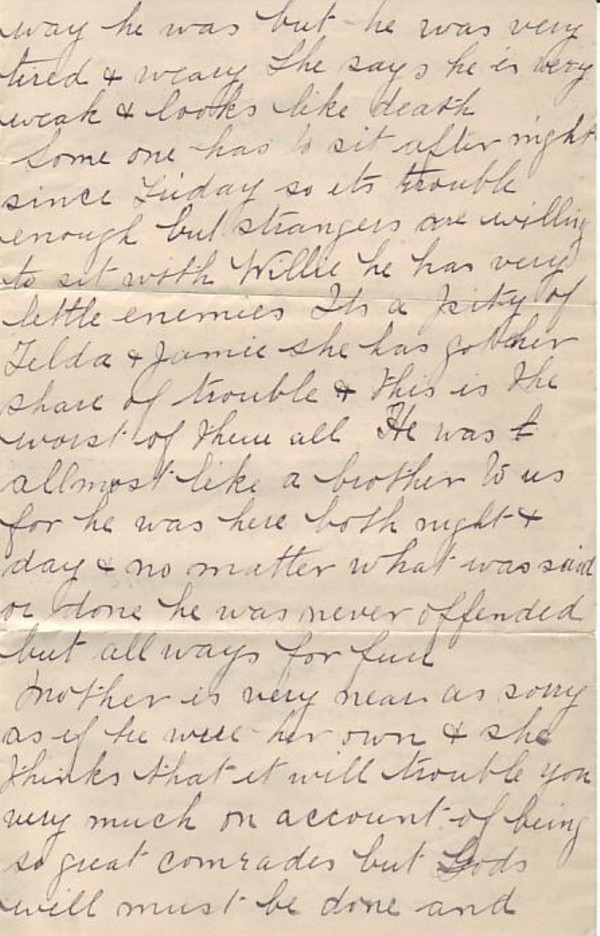 way he was but he was very
tired & weary She says he is very
weak & looks like death
Some one has to sit after night
since Friday so its trouble
enough but strangers are willing
to sit with Willie he has very
little enemies Its a pity of
Telda & Jamie she has got her
share of trouble & this is the
worst of them all He was t
allmost like a brother to us
for he was here both night &
day & no matter what was said
or done he was never offended
but all ways for fun
Mother is very near as sorry
as if he were her own & she
thinks that it will trouble you
very much on account of being
so great comrades but Gods
will must be done and